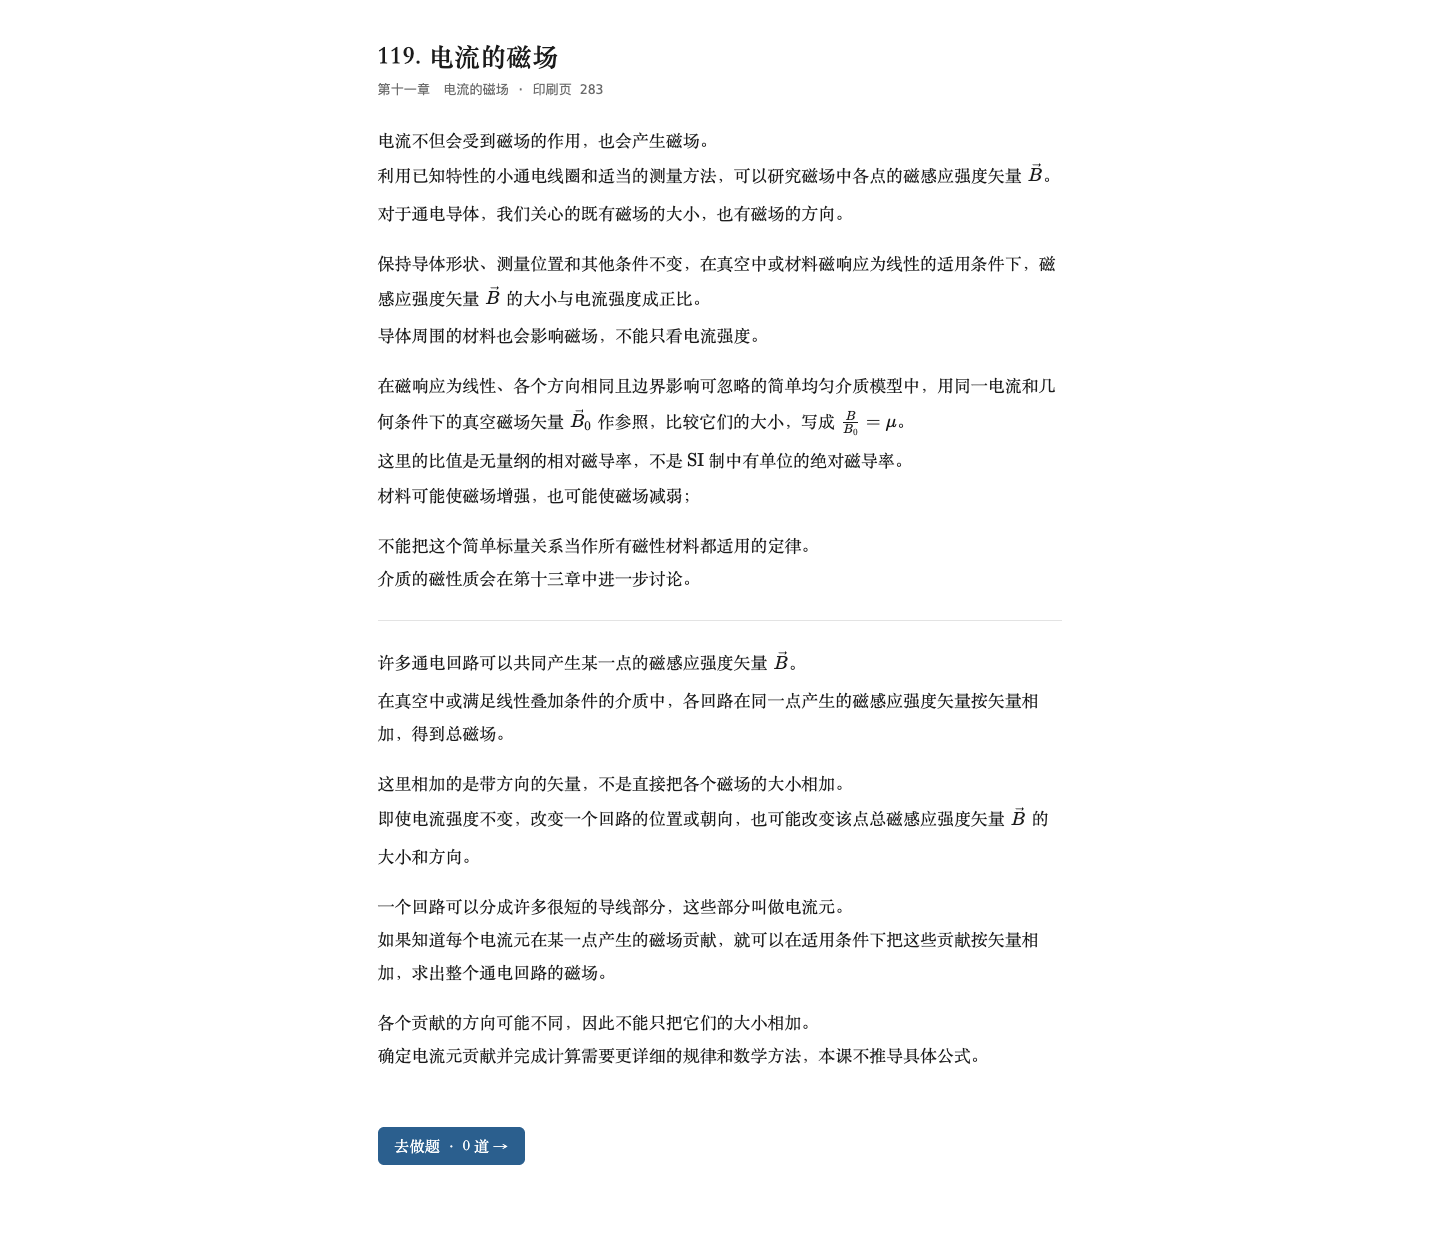 119. 电流的磁场
第十一章 电流的磁场 · 印刷页 283
电流不但会受到磁场的作用，也会产生磁场。
利用已知特性的小通电线圈和适当的测量方法，可以研究磁场中各点的磁感应强度矢量 $\vec{B}$。
对于通电导体，我们关心的既有磁场的大小，也有磁场的方向。
保持导体形状、测量位置和其他条件不变，在真空中或材料磁响应为线性的适用条件下，磁
感应强度矢量 $\vec{B}$ 的大小与电流强度成正比。
导体周围的材料也会影响磁场，不能只看电流强度。
在磁响应为线性、各个方向相同且边界影响可忽略的简单均匀介质模型中，用同一电流和几
何条件下的真空磁场矢量 $\vec{B}_0$ 作参照，比较它们的大小，写成 $\frac{B}{B_0} = \mu$。
这里的比值是无量纲的相对磁导率，不是 SI 制中有单位的绝对磁导率。
材料可能使磁场增强，也可能使磁场减弱；
不能把这个简单标量关系当作所有磁性材料都适用的定律。
介质的磁性质会在第十三章中进一步讨论。
许多通电回路可以共同产生某一点的磁感应强度矢量 $\vec{B}$。
在真空中或满足线性叠加条件的介质中，各回路在同一点产生的磁感应强度矢量按矢量相
加，得到总磁场。
这里相加的是带方向的矢量，不是直接把各个磁场的大小相加。
即使电流强度不变，改变一个回路的位置或朝向，也可能改变该点总磁感应强度矢量 $\vec{B}$ 的
大小和方向。
一个回路可以分成许多很短的导线部分，这些部分叫做电流元。
如果知道每个电流元在某一点产生的磁场贡献，就可以在适用条件下把这些贡献按矢量相
加，求出整个通电回路的磁场。
各个贡献的方向可能不同，因此不能只把它们的大小相加。
确定电流元贡献并完成计算需要更详细的规律和数学方法，本课不推导具体公式。
去做题 · 0 道 →